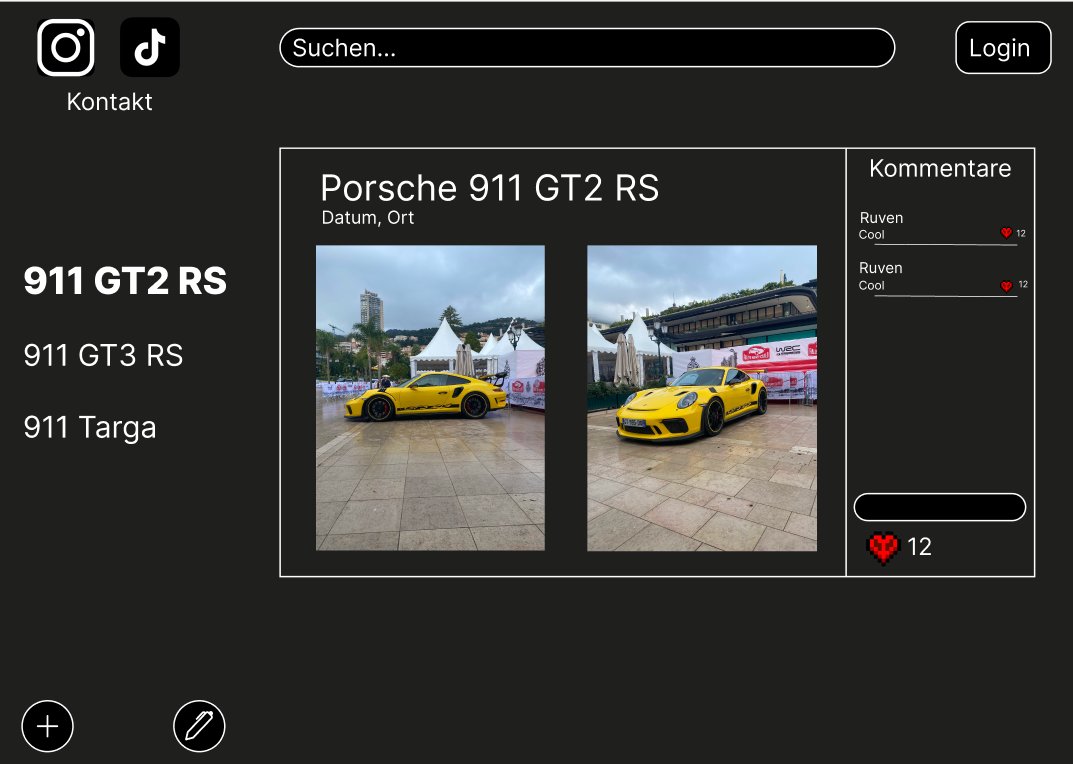 Suchen...
Login
Kontakt
Porsche 911 GT2 RS
Datum, Ort
Kommentare
Ruven
Cool
12
Ruven
Cool
12
911 GT2 RS
911 GT3 RS
911 Targa
WRC
12